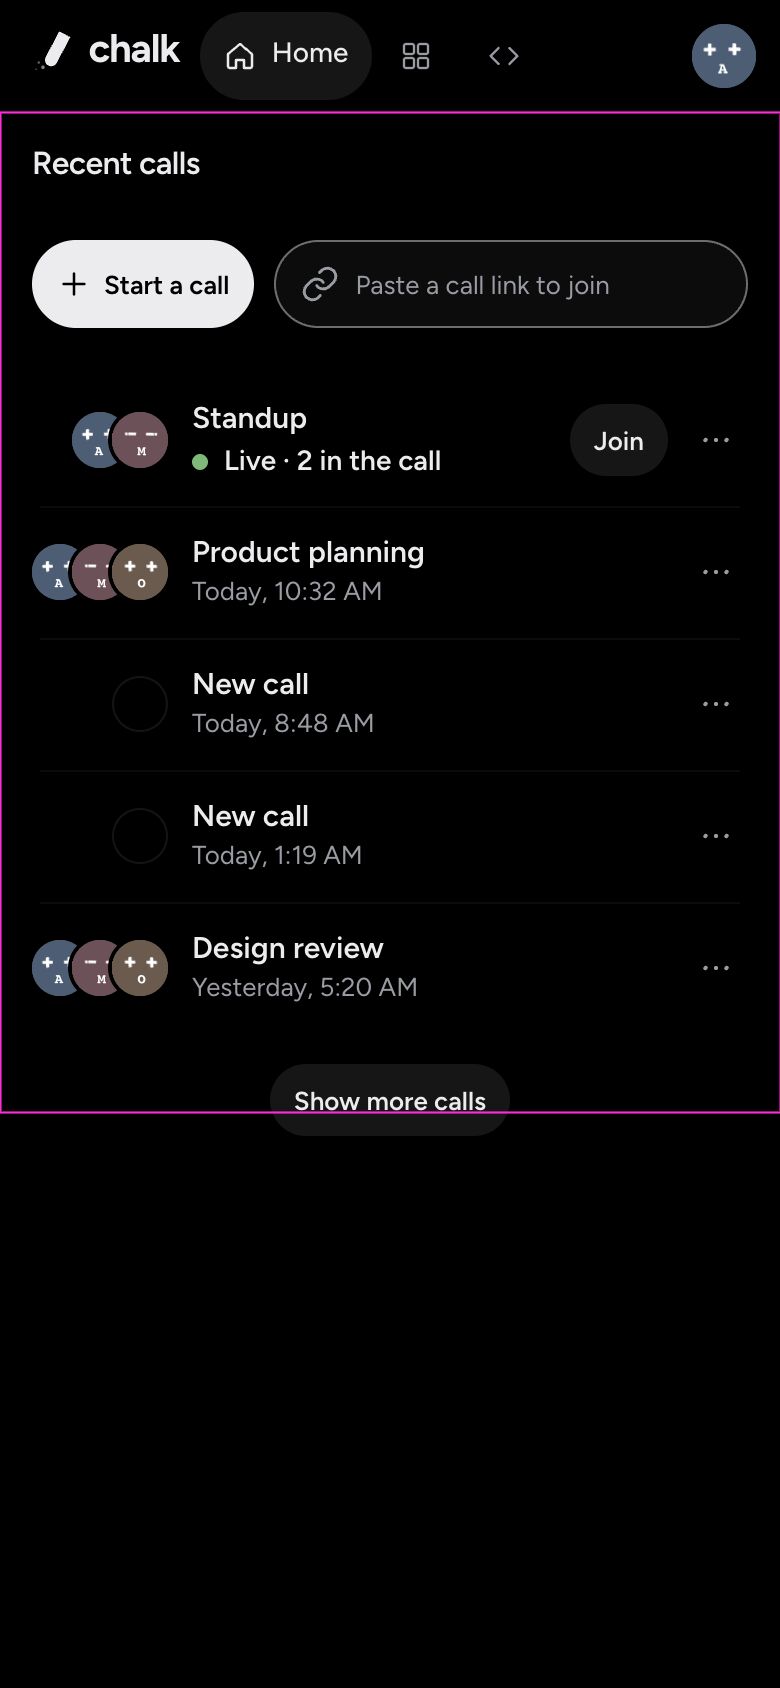 chalk
Home
A
Recent calls
Start a call
Paste a call link to join
A M
Standup
Live · 2 in the call
Join
A M O
Product planning
Today, 10:32 AM
New call
Today, 8:48 AM
New call
Today, 1:19 AM
A M O
Design review
Yesterday, 5:20 AM
Show more calls